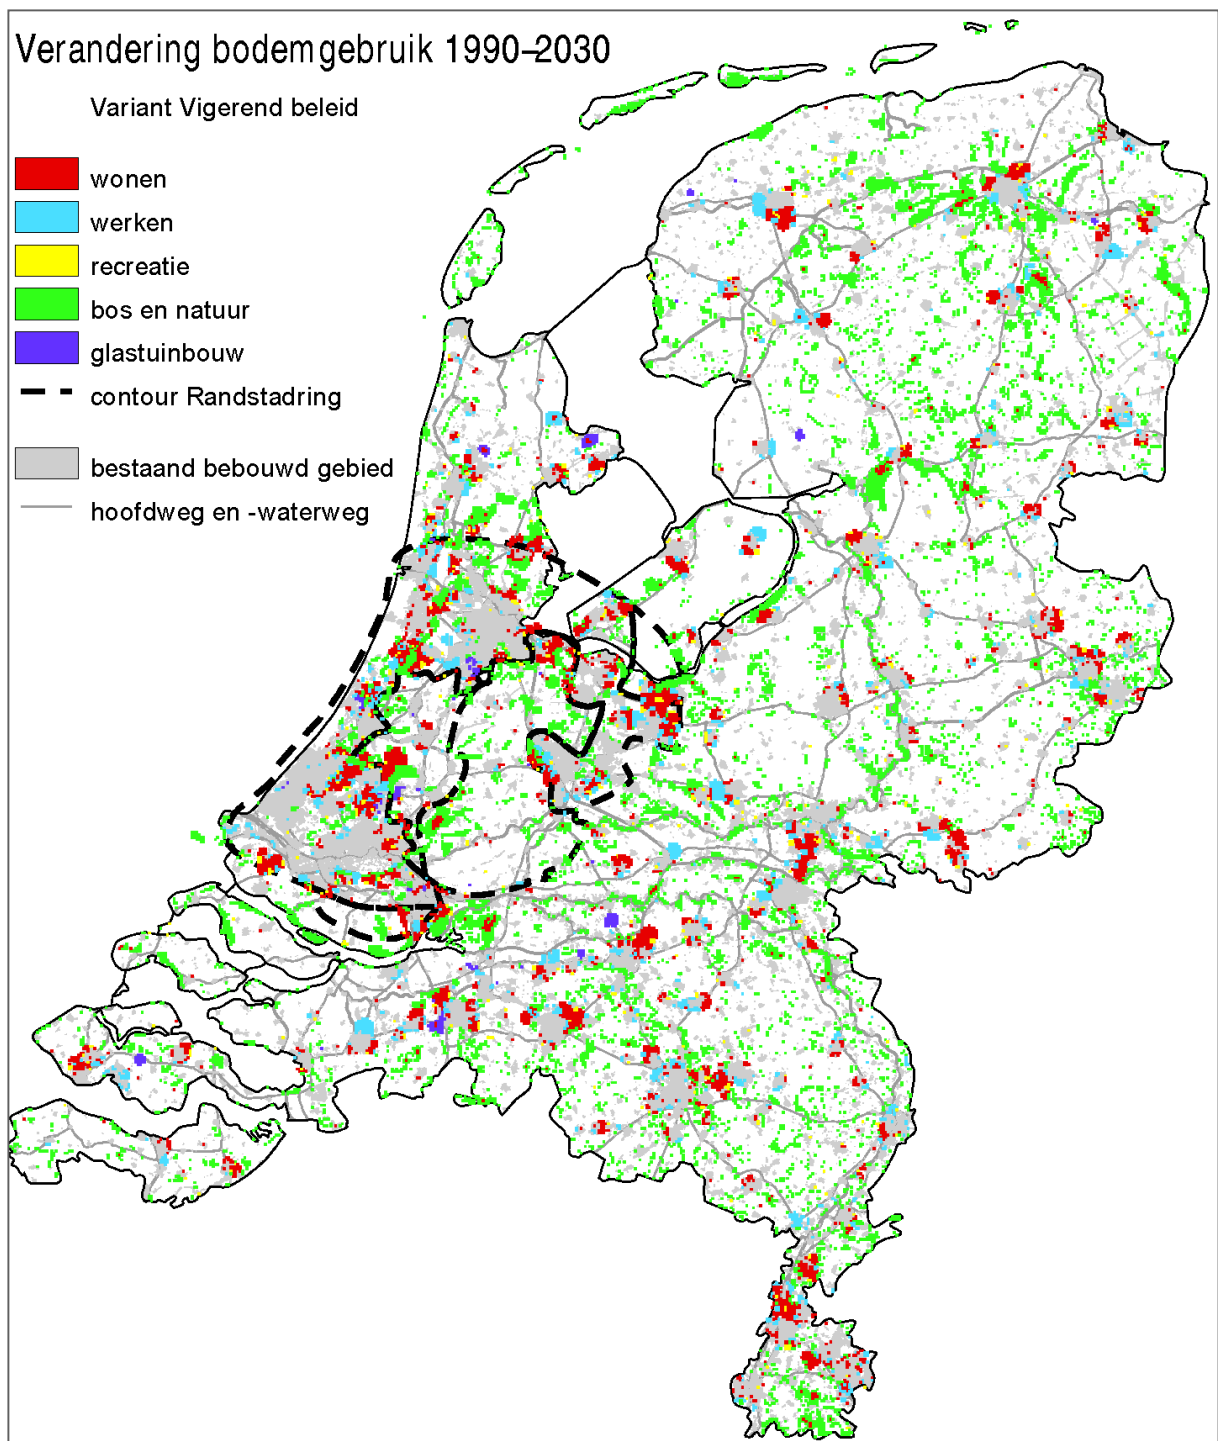 Verandering bodemgebruik 1990–2030
Variant Vigerend beleid
wonen
werken
recreatie
bos en natuur
glastuinbouw
contour Randstadring
bestaand bebouwd gebied
hoofdweg en -waterweg